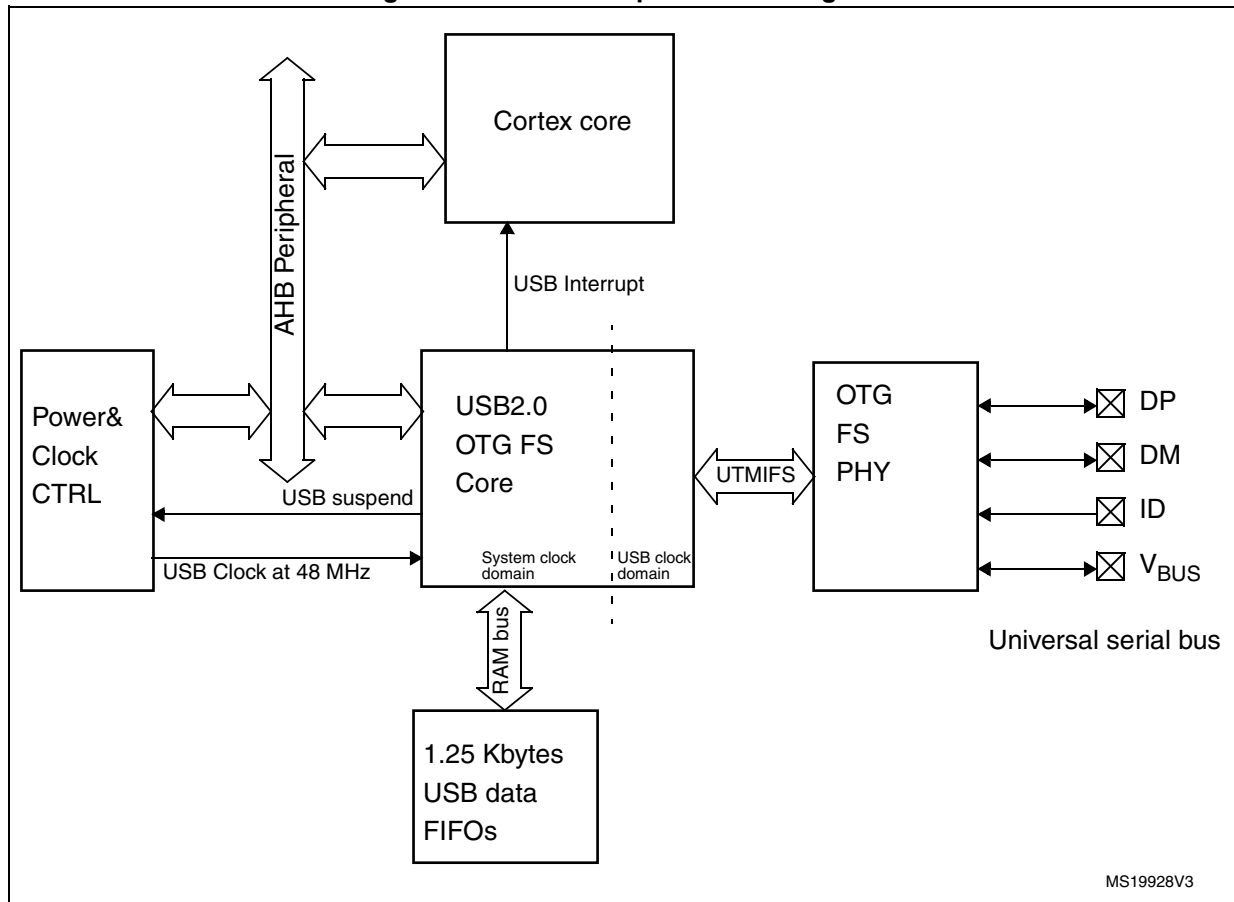 Cortex core
AHB Peripheral
USB Interrupt
Power&
Clock
CTRL
USB2.0
OTG FS
Core
OTG
FS
PHY
DP
DM
ID
VBUS
UTMIFS
USB suspend
USB Clock at 48 MHz
System clock
domain
USB clock
domain
RAM bus
Universal serial bus
1.25 Kbytes
USB data
FIFOs
MS19928V3